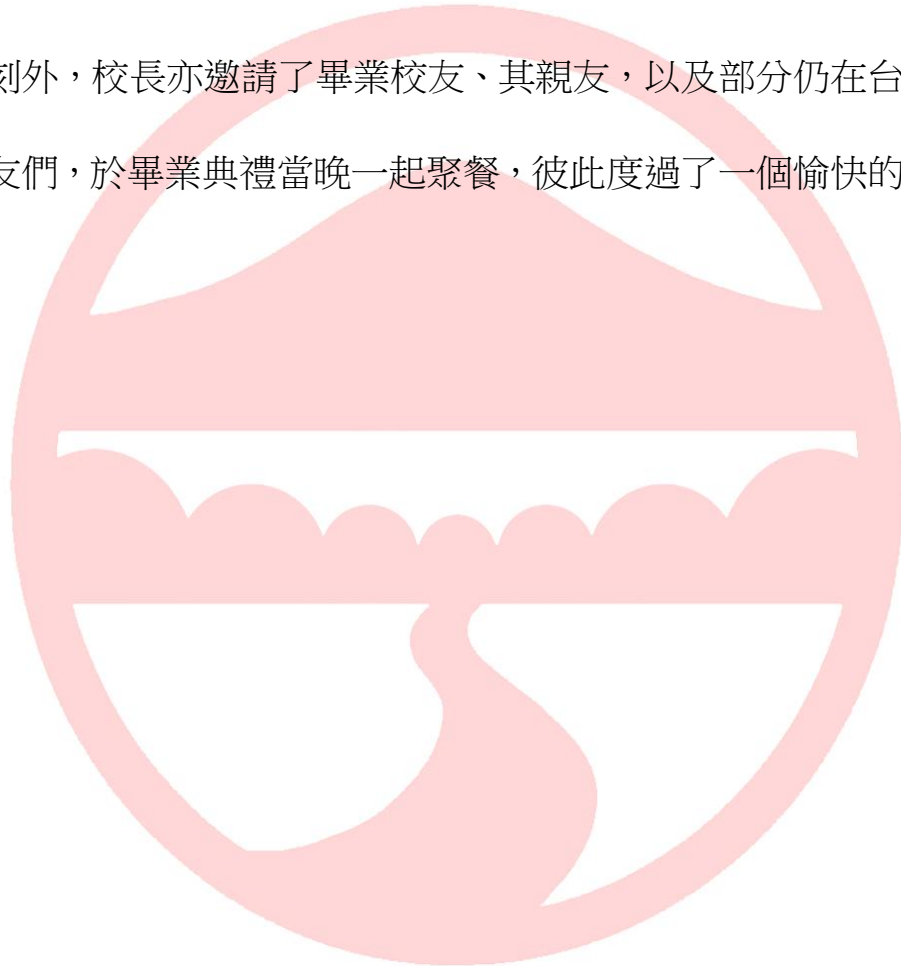 刻外，校長亦邀請了畢業校友、其親友，以及部分仍在台
友們，於畢業典禮當晚一起聚餐，彼此度過了一個愉快的